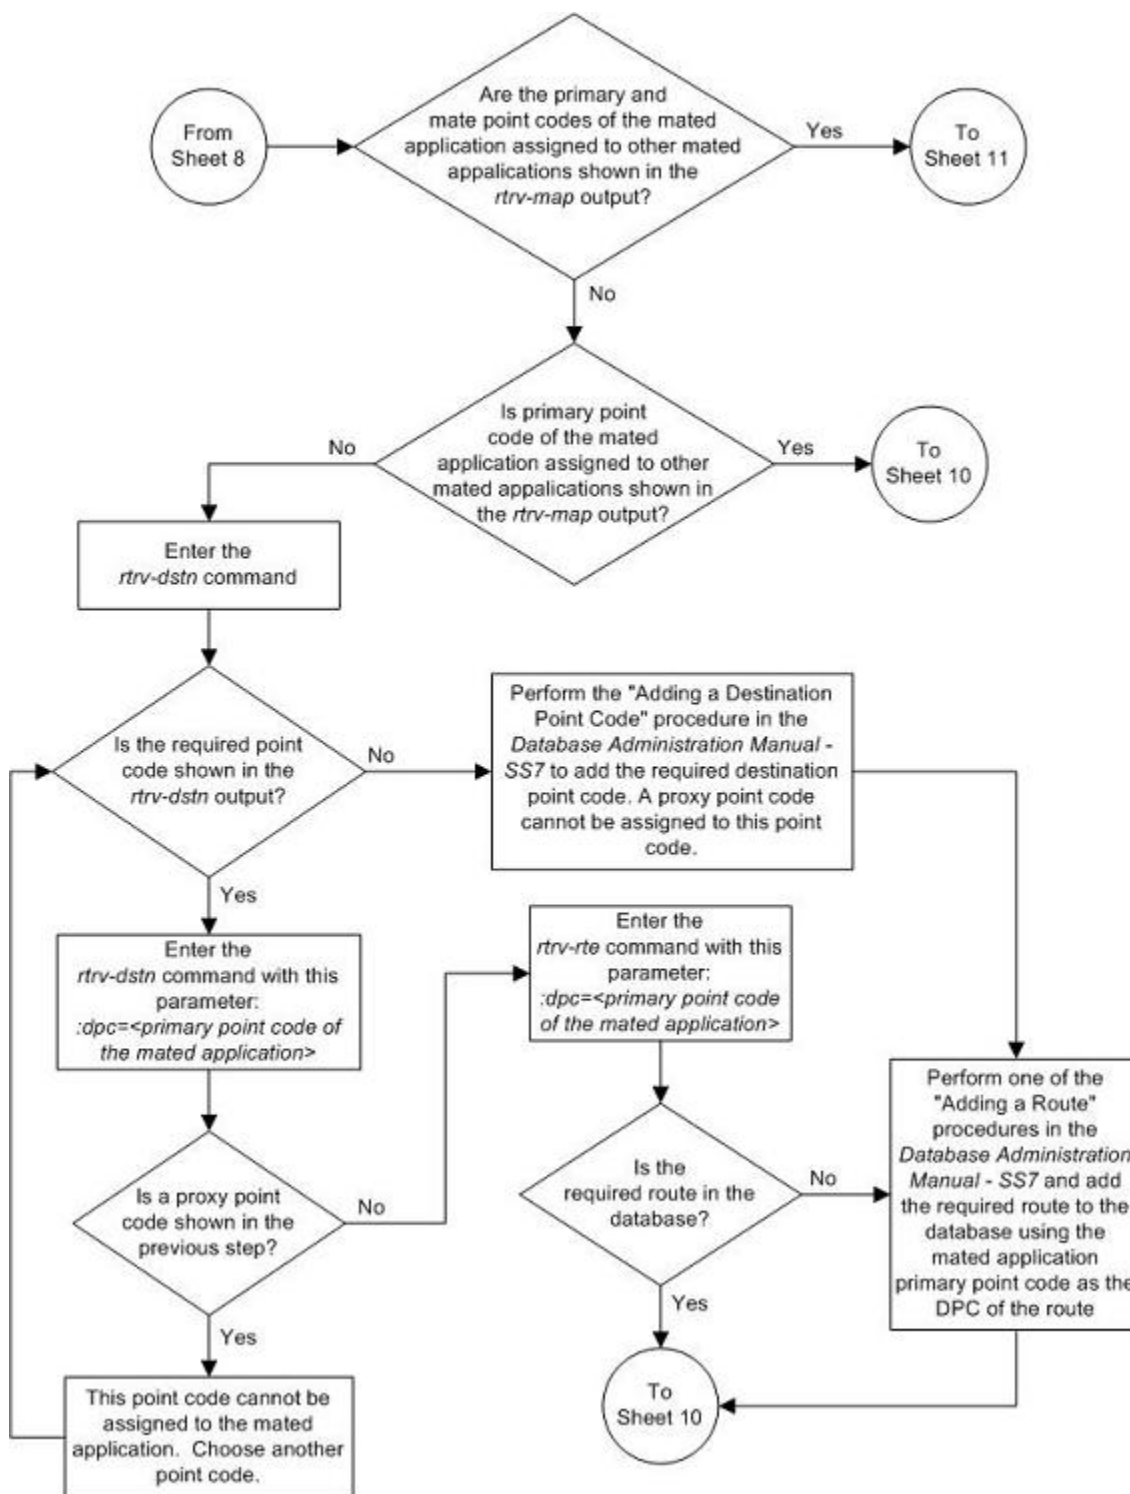 From
Sheet 8
Are the primary and
mate point codes of the mated
application assigned to other mated
appalications shown in the
rtrv-map output?
Yes
To
Sheet 11
No
Is primary point
code of the mated
application assigned to other
mated appalications shown in
the rtrv-map output?
No
Yes
To
Sheet 10
Enter the
rtrv-dstn command
Is the required point
code shown in the
rtrv-dstn output?
No
Perform the "Adding a Destination
Point Code" procedure in the
Database Administration Manual -
SS7 to add the required destination
point code. A proxy point code
cannot be assigned to this point
code.
Yes
Enter the
rtrv-dstn command with this
parameter:
:dpc=<primary point code of
the mated application>
Enter the
rtrv-rte command with this
parameter:
:dpc=<primary point code
of the mated application>
Is a proxy point
code shown in the
previous step?
No
Is the
required route in the
database?
No
Perform one of the
"Adding a Route"
procedures in the
Database Administration
Manual - SS7 and add
the required route to the
database using the
mated application
primary point code as the
DPC of the route
Yes
Yes
This point code cannot be
assigned to the mated
application. Choose another
point code.
To
Sheet 10